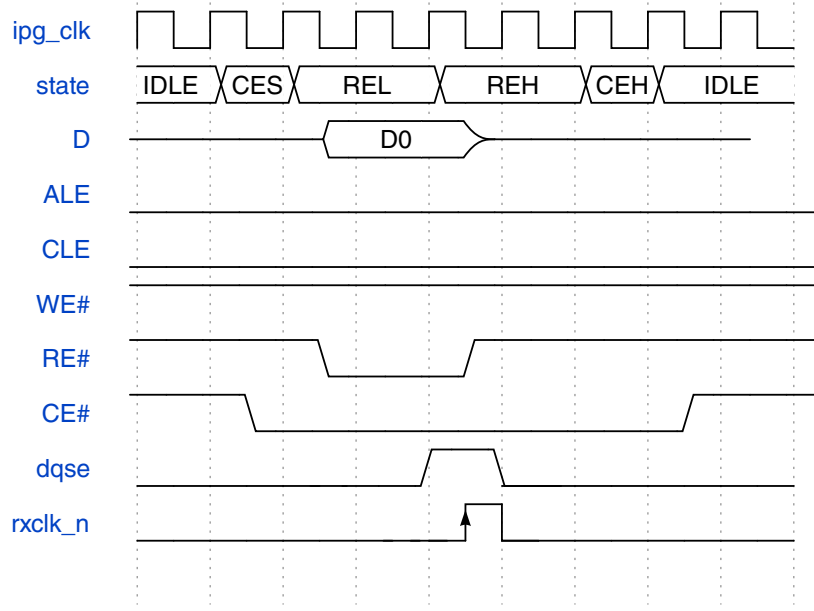 ipg_clk
state IDLE CES REL REH CEH IDLE
D D0
ALE
CLE
WE#
RE#
CE#
dqse
rxclk_n